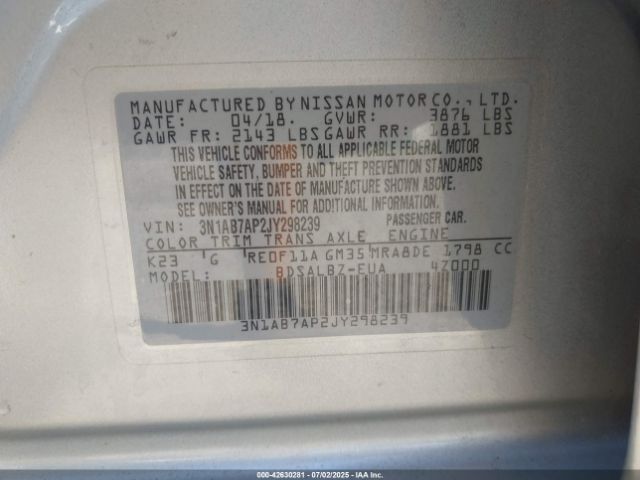 MANUFACTURED BY NISSAN MOTOR CO., LTD.
DATE: 04/18. GVWR: 3876 LBS
GAWR FR: 2143 LBS GAWR RR: 1881 LBS
THIS VEHICLE CONFORMS TO ALL APPLICABLE FEDERAL MOTOR
VEHICLE SAFETY, BUMPER AND THEFT PREVENTION STANDARDS
IN EFFECT ON THE DATE OF MANUFACTURE SHOWN ABOVE.
SEE OWNER'S MANUAL FOR ADDITIONAL INFORMATION.
VIN: 3N1AB7AP2JY298239 PASSENGER CAR.
COLOR TRIM TRANS AXLE ENGINE
K23 G RE0F11A GM35 MRA8DE 1798 CC
MODEL: BDSALBZ-EUA 4Z000
3N1AB7AP2JY298239
000-42630281 - 07/02/2025 - IAAI.COM